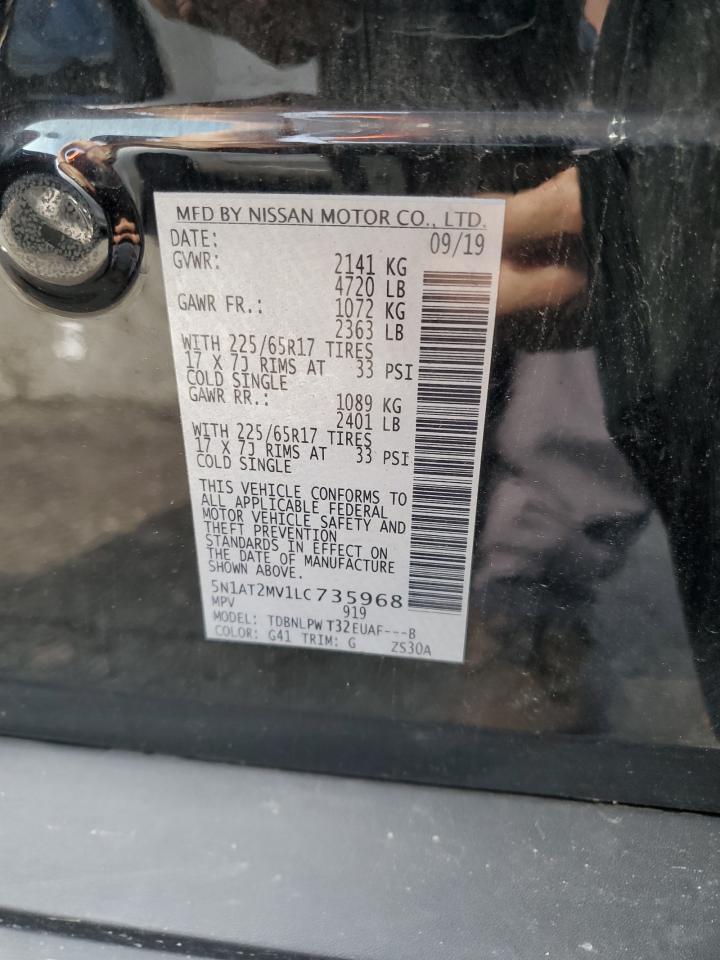 MFD BY NISSAN MOTOR CO., LTD.
DATE: 09/19
GVWR: 2141 KG
4720 LB
GAWR FR.: 1072 KG
2363 LB
WITH 225/65R17 TIRES
17 X 7J RIMS AT 33 PSI
COLD SINGLE
GAWR RR.: 1089 KG
2401 LB
WITH 225/65R17 TIRES
17 X 7J RIMS AT 33 PSI
COLD SINGLE
THIS VEHICLE CONFORMS TO
ALL APPLICABLE FEDERAL
MOTOR VEHICLE SAFETY AND
THEFT PREVENTION
STANDARDS IN EFFECT ON
THE DATE OF MANUFACTURE
SHOWN ABOVE.
5N1AT2MV1LC735968
MPV 919
MODEL: TDBNLPW T32EUAF---B
COLOR: G41 TRIM: G ZS30A